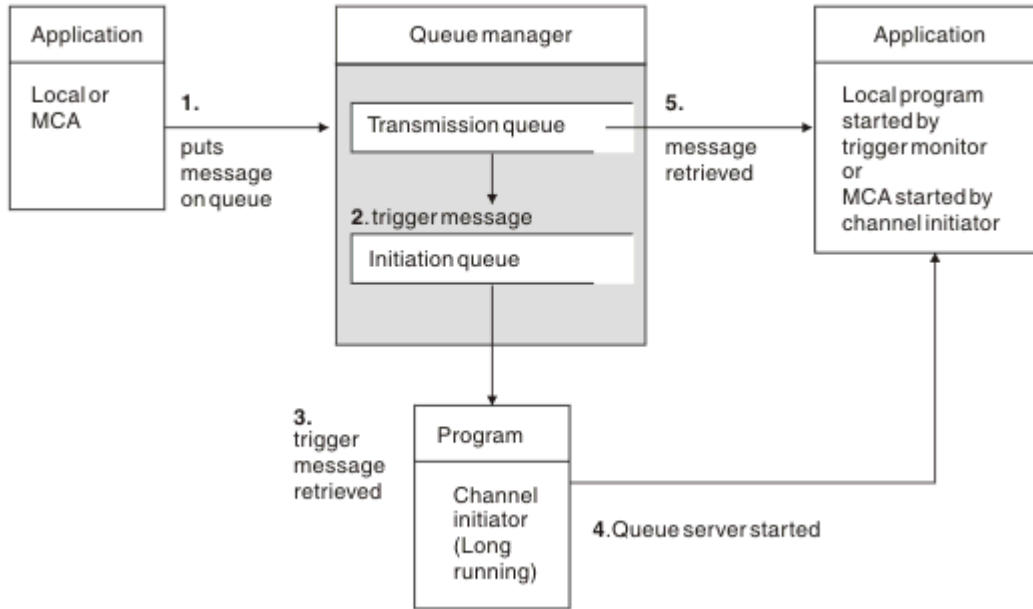 Application
Local or
MCA
1.
puts
message
on queue
Queue manager
Transmission queue
2. trigger message
Initiation queue
5.
message
retrieved
Application
Local program
started by
trigger monitor
or
MCA started by
channel initiator
3.
trigger
message
retrieved
Program
Channel
initiator
(Long
running)
4.Queue server started